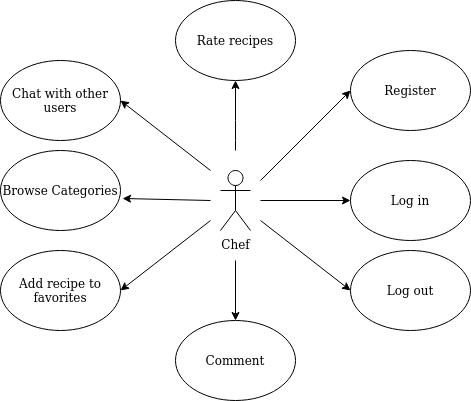 Rate recipes
Chat with other
users
Register
Browse Categories
Log in
Chef
Add recipe to
favorites
Log out
Comment